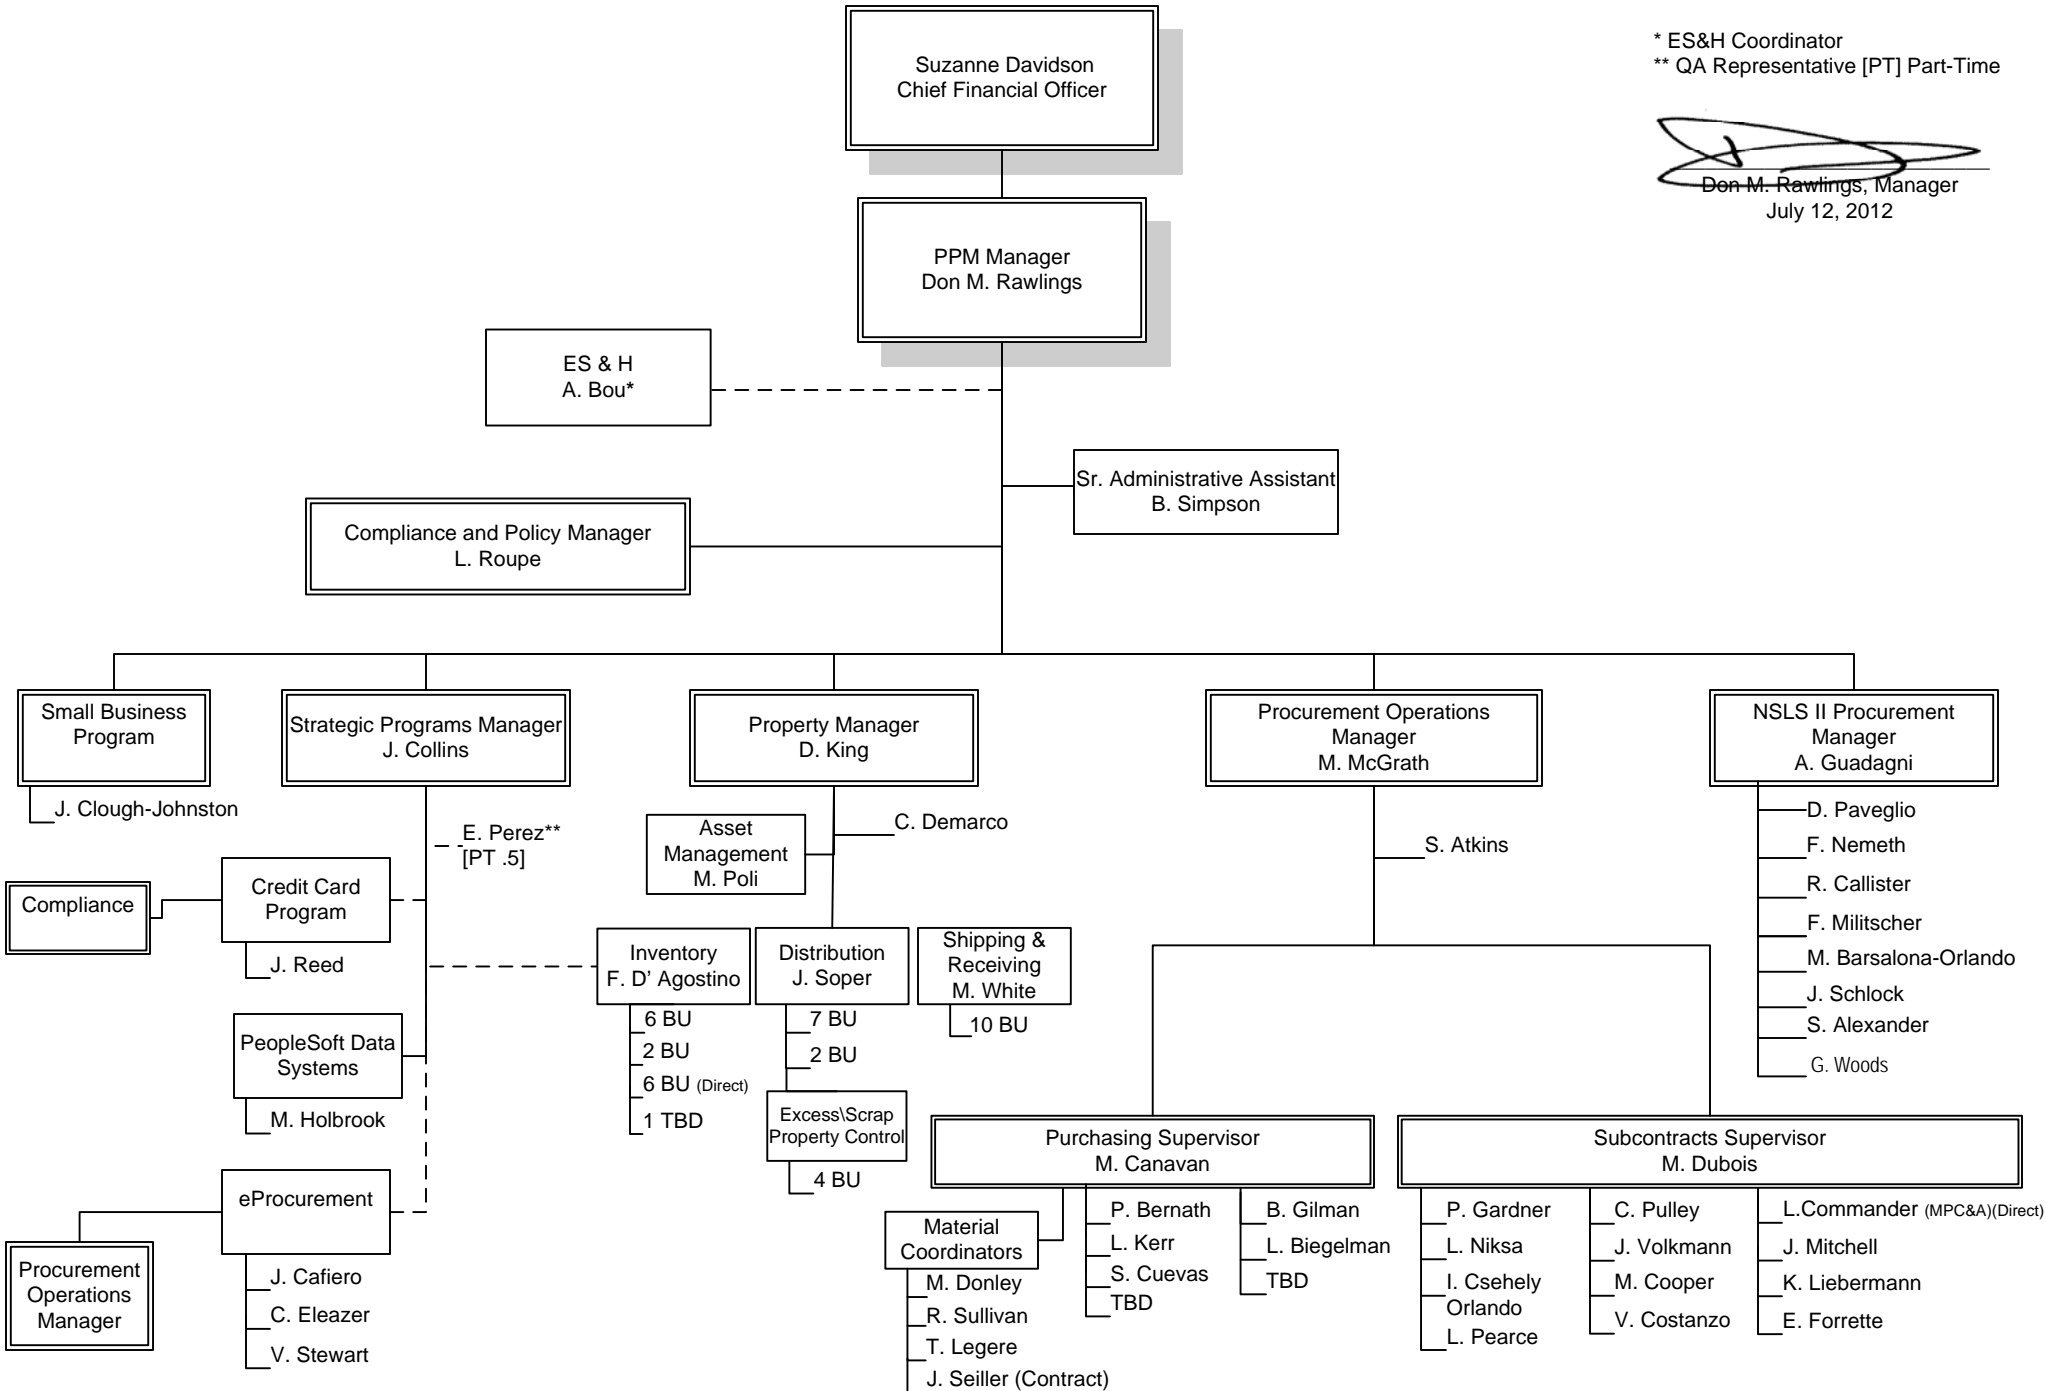 Suzanne Davidson
Chief Financial Officer
* ES&H Coordinator
** QA Representative [PT] Part-Time
Don M. Rawlings, Manager
July 12, 2012
PPM Manager
Don M. Rawlings
ES & H
A. Bou*
Sr. Administrative Assistant
B. Simpson
Compliance and Policy Manager
L. Roupe
Small Business
Program
J. Clough-Johnston
Strategic Programs Manager
J. Collins
E. Perez**
[PT .5]
Credit Card
Program
J. Reed
Compliance
PeopleSoft Data
Systems
M. Holbrook
eProcurement
J. Cafiero
C. Eleazer
V. Stewart
Procurement
Operations
Manager
Property Manager
D. King
C. Demarco
Asset
Management
M. Poli
Inventory
F. D' Agostino
6 BU
2 BU
6 BU (Direct)
1 TBD
Distribution
J. Soper
7 BU
2 BU
Excess\Scrap
Property Control
4 BU
Shipping &
Receiving
M. White
10 BU
Procurement Operations
Manager
M. McGrath
S. Atkins
Purchasing Supervisor
M. Canavan
Material
Coordinators
M. Donley
R. Sullivan
T. Legere
J. Seiller (Contract)
P. Bernath
L. Kerr
S. Cuevas
TBD
B. Gilman
L. Biegelman
TBD
Subcontracts Supervisor
M. Dubois
P. Gardner
L. Niksa
I. Csehely
Orlando
L. Pearce
C. Pulley
J. Volkmann
M. Cooper
V. Costanzo
L.Commander (MPC&A)(Direct)
J. Mitchell
K. Liebermann
E. Forrette
NSLS II Procurement
Manager
A. Guadagni
D. Paveglio
F. Nemeth
R. Callister
F. Militscher
M. Barsalona-Orlando
J. Schlock
S. Alexander
G. Woods